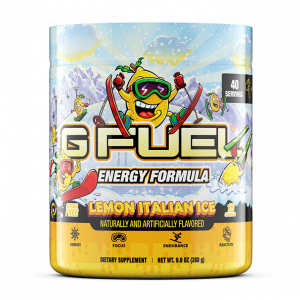 40
SERVINGS
G FUEL
ENERGY FORMULA
LEMON ITALIAN ICE
NATURALLY AND ARTIFICIALLY FLAVORED
ENERGY
FOCUS
ENDURANCE
REACTION
DIETARY SUPPLEMENT
NET WT. 9.8 OZ (280 g)